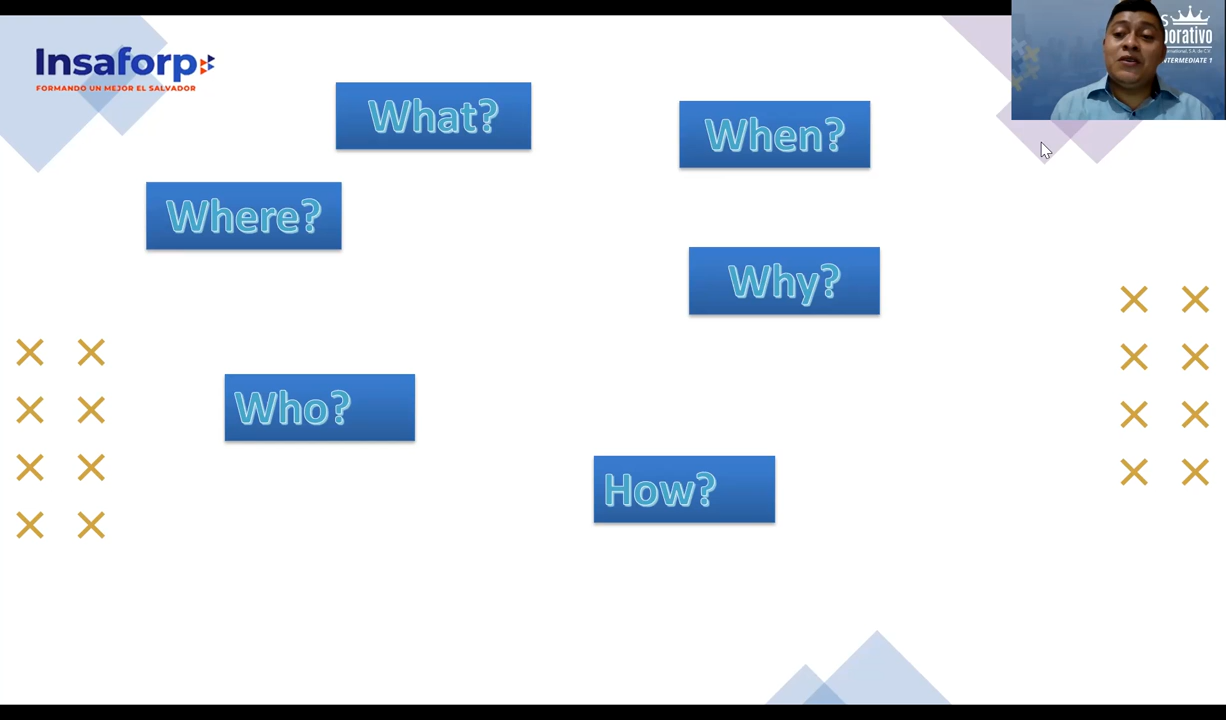 Insaforp
FORMANDO UN MEJOR EL SALVADOR
What?
When?
Where?
Why?
Who?
How?
INTERMEDIATE 1